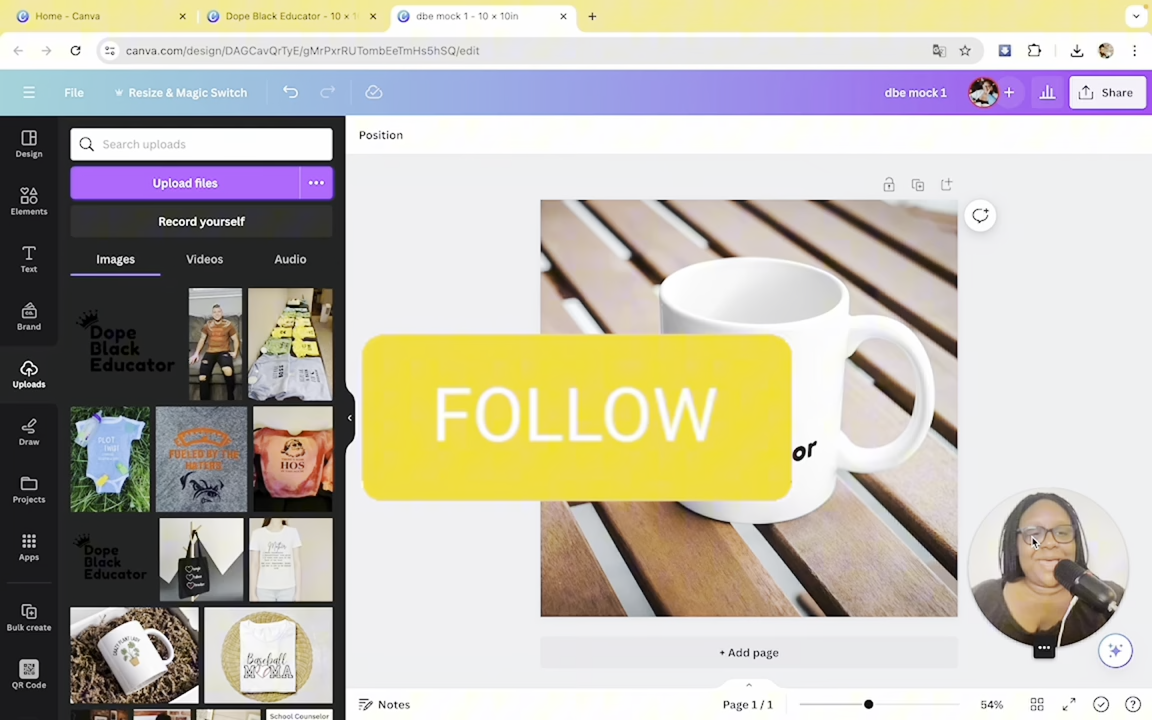 Home - Canva
Dope Black Educator - 10 × 1
dbe mock 1 - 10 × 10in
canva.com/design/DAGCavQrTyE/gMrPxrRUTombEeTmHs5hSQ/edit
File
Resize & Magic Switch
dbe mock 1
Share
Design
Elements
Text
Brand
Uploads
Draw
Projects
Apps
Bulk create
QR Code
Search uploads
Upload files
Record yourself
Images
Videos
Audio
Dope
Black
Educator
PLOT
FUELED BY THE
HATERS
HOS
Dope
Black
Educator
Baseball
MAMA
School Counselor
Position
FOLLOW
or
+ Add page
Notes
Page 1 / 1
54%